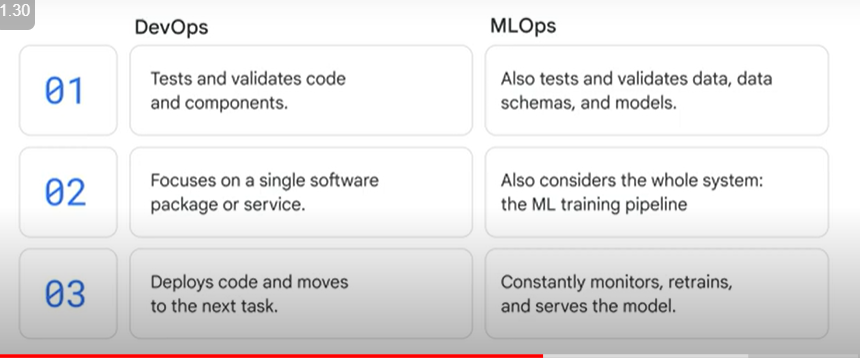 1.30
DevOps
MLOps
01
Tests and validates code
and components.
Also tests and validates data, data
schemas, and models.
02
Focuses on a single software
package or service.
Also considers the whole system:
the ML training pipeline
03
Deploys code and moves
to the next task.
Constantly monitors, retrains,
and serves the model.